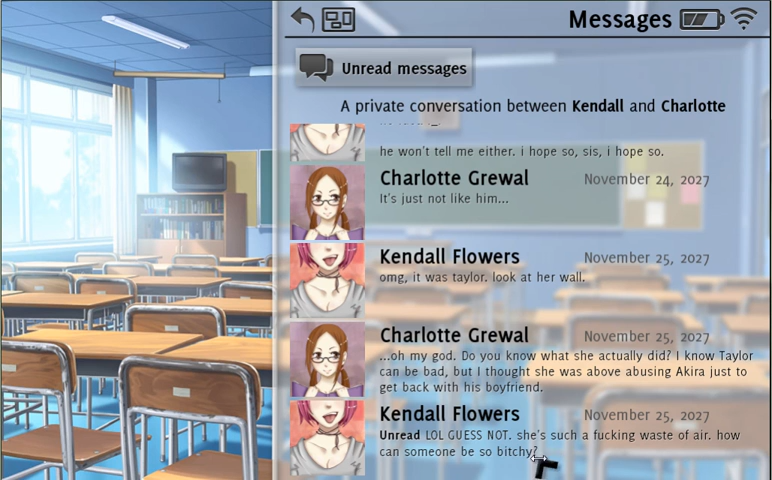 Messages
Unread messages
A private conversation between Kendall and Charlotte
he won't tell me either. i hope so, sis, i hope so.
Charlotte Grewal November 24, 2027
It's just not like him...
Kendall Flowers November 25, 2027
omg, it was taylor. look at her wall.
Charlotte Grewal November 25, 2027
...oh my god. Do you know what she actually did? I know Taylor
can be bad, but I thought she was above abusing Akira just to
get back with his boyfriend.
Kendall Flowers November 25, 2027
Unread LOL GUESS NOT. she's such a fucking waste of air. how
can someone be so bitchy?